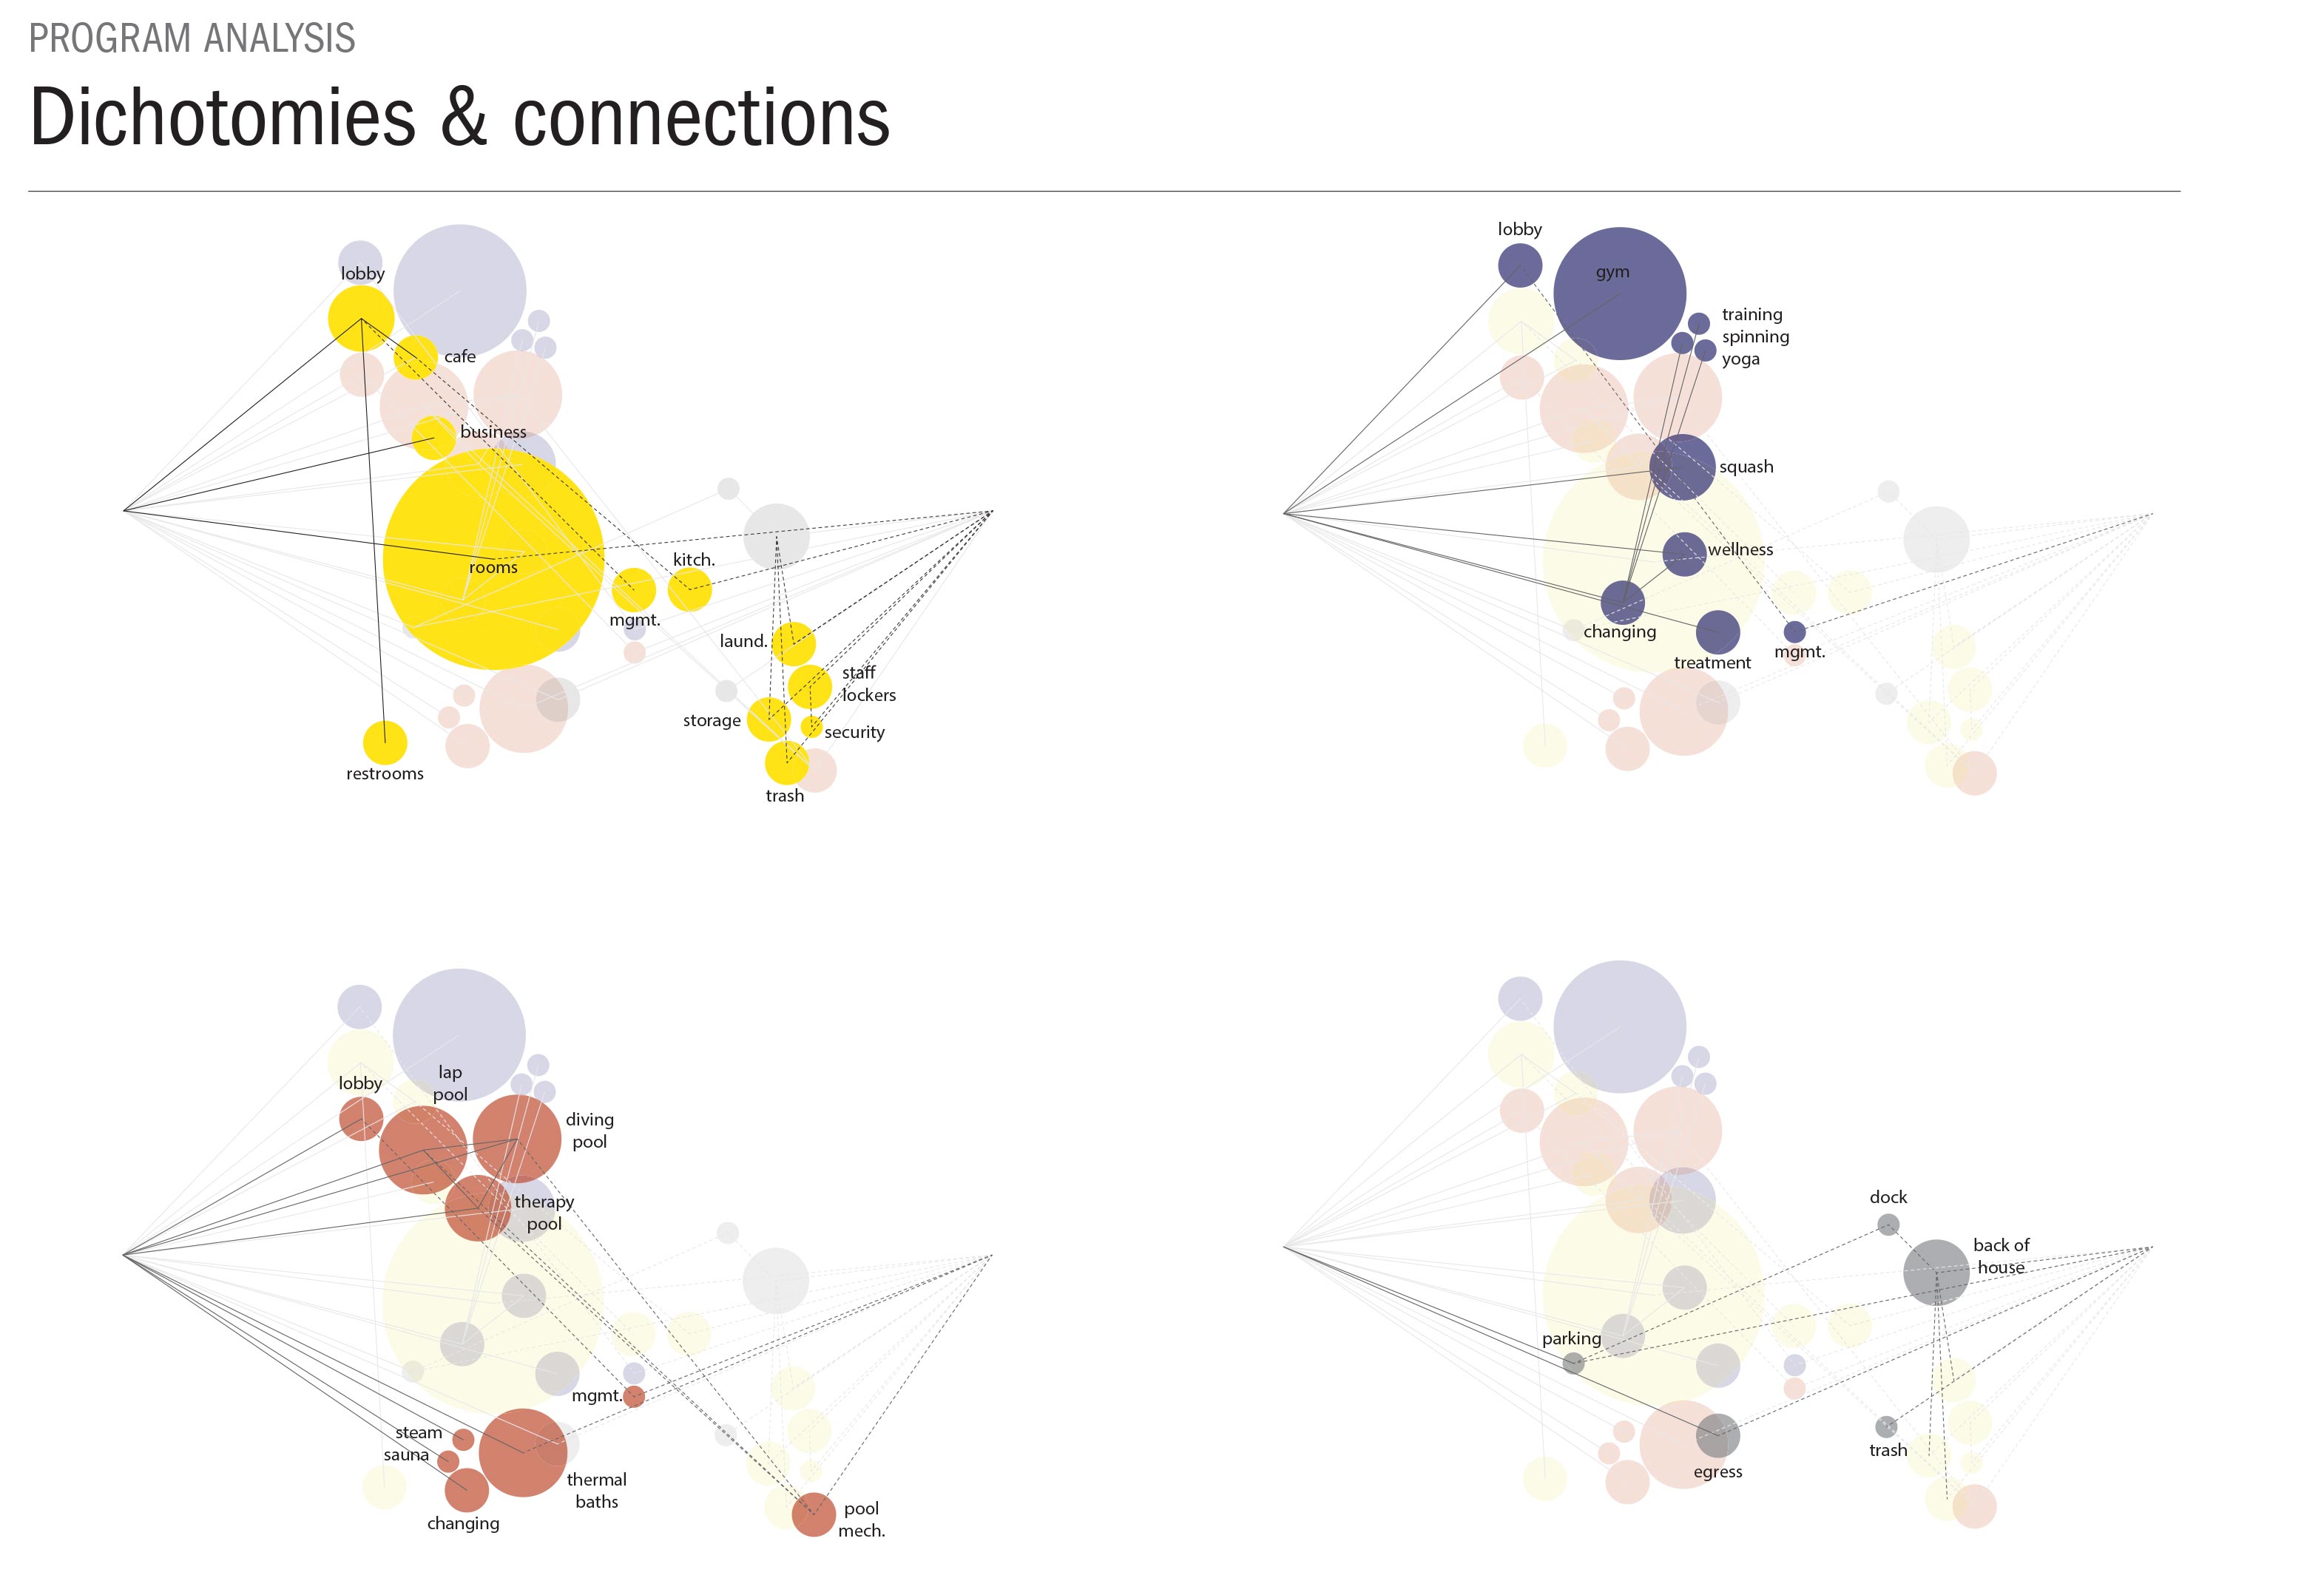 PROGRAM ANALYSIS
Dichotomies & connections
lobby
cafe
business
rooms
kitch.
mgmt.
laund.
staff
lockers
storage
security
restrooms
trash
lobby
gym
training
spinning
yoga
squash
wellness
changing
treatment
mgmt.
lap
pool
lobby
diving
pool
therapy
pool
mgmt.
steam
sauna
thermal
baths
changing
pool
mech.
dock
back of
house
parking
trash
egress